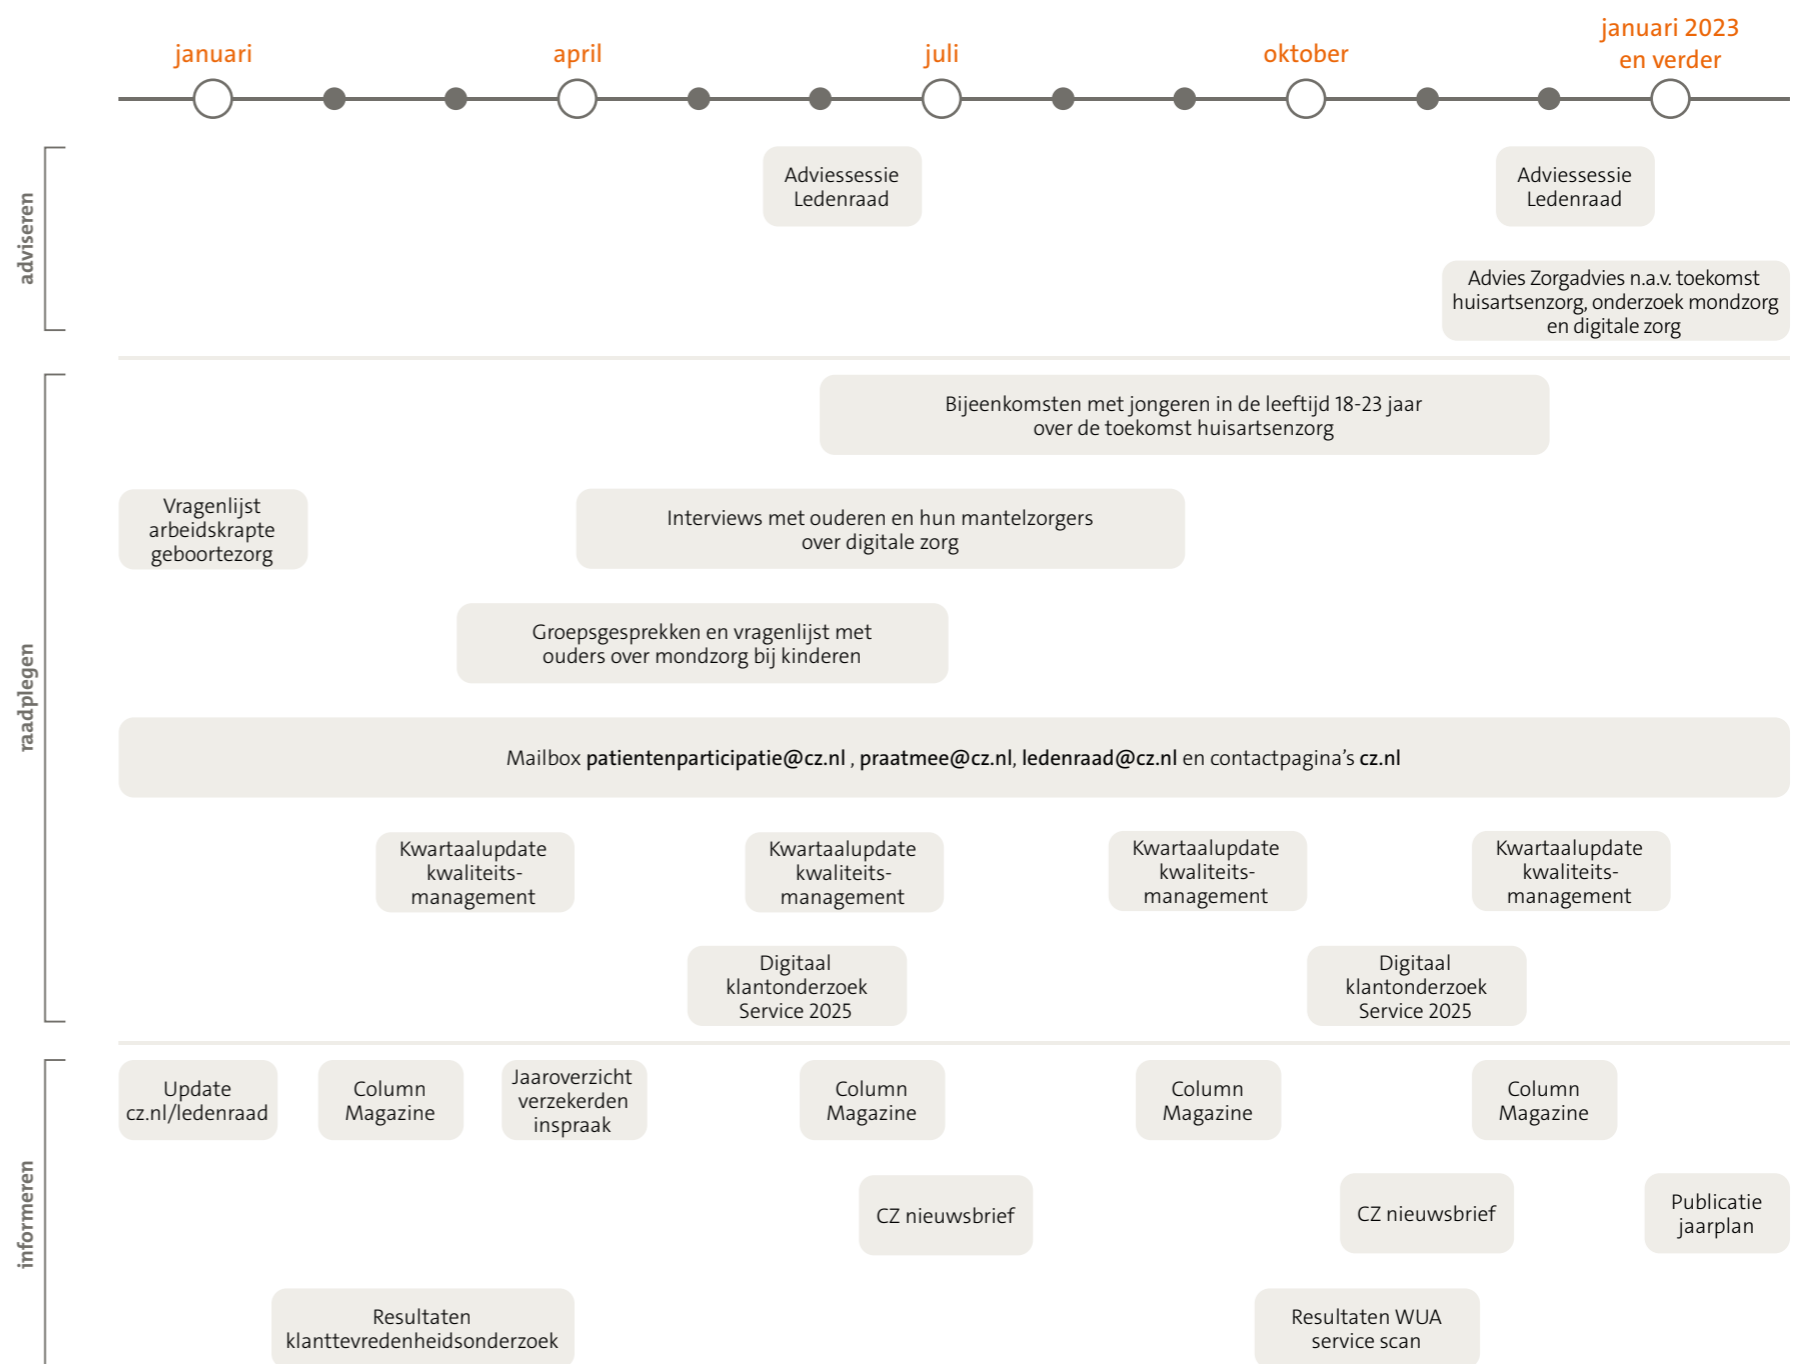 januari
april
juli
oktober
januari 2023
en verder
adviseren
Adviessessie
Ledenraad
Adviessessie
Ledenraad
Advies Zorgadvies n.a.v. toekomst
huisartsenzorg, onderzoek mondzorg
en digitale zorg
raadplegen
Bijeenkomsten met jongeren in de leeftijd 18-23 jaar
over de toekomst huisartsenzorg
Vragenlijst
arbeidskrapte
geboortezorg
Interviews met ouderen en hun mantelzorgers
over digitale zorg
Groepsgesprekken en vragenlijst met
ouders over mondzorg bij kinderen
Mailbox patientenparticipatie@cz.nl , praatmee@cz.nl, ledenraad@cz.nl en contactpagina's cz.nl
Kwartaalupdate
kwaliteits-
management
Kwartaalupdate
kwaliteits-
management
Kwartaalupdate
kwaliteits-
management
Kwartaalupdate
kwaliteits-
management
Digitaal
klantonderzoek
Service 2025
Digitaal
klantonderzoek
Service 2025
informeren
Update
cz.nl/ledenraad
Column
Magazine
Jaaroverzicht
verzekerden
inspraak
Column
Magazine
Column
Magazine
Column
Magazine
CZ nieuwsbrief
CZ nieuwsbrief
Publicatie
jaarplan
Resultaten
klanttevredenheidsonderzoek
Resultaten WUA
service scan